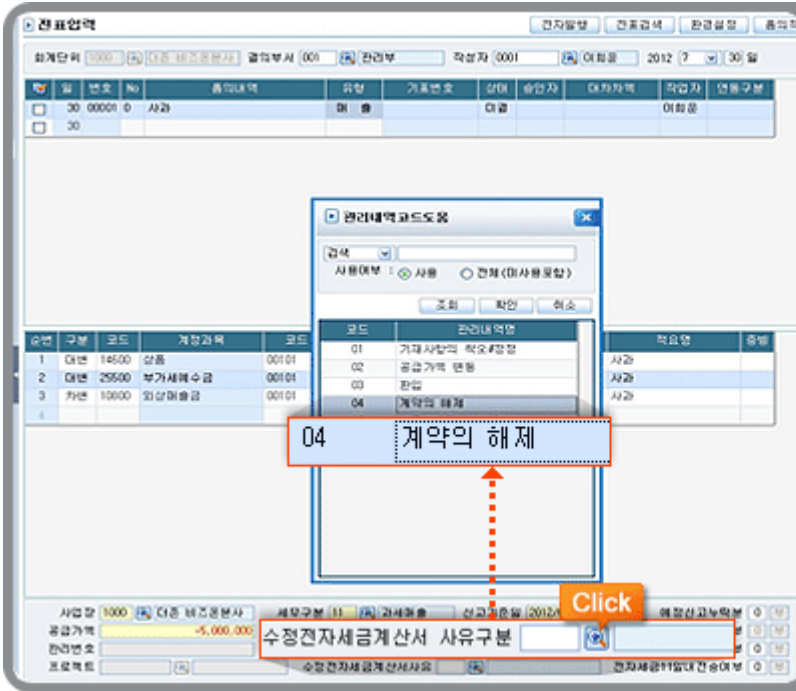 전표입력
전자발행 전표검색 환경설정
회계단위 1000 더존 비즈온본사 결의부서 001 관리부 작성자 0001 이희운 2012 7 30 일
일 번호 No 품의내역 유형 기표번호 상태 승인자 대차차액 작업자 연동구분
30 00001 0 사과 매 출 미결 이희운
30
관리내역코드도움
검색
사용여부 : 사용 전체(미사용포함)
조회 확인 취소
코드 관리내역명
01 기재사항의 착오#정정
02 공급가액 변동
03 환입
04 계약의 해제
04 계약의 해제
순번 구분 코드 계정과목 코드 적요명 증빙
1 대변 14600 상품 00101 사과
2 대변 25500 부가세예수금 00101 사과
3 차변 10800 외상매출금 00101 사과
4
Click
사업장 1000 더존 비즈온본사 세무구분 11 과세매출 신고기준일 2012/ 예정신고누락분 0 부
공급가액 -5,000,000 수정전자세금계산서 사유구분 0 부
관리번호 0 부
프로젝트 수정전자세금계산서사유 전자세금11일내전송여부 0 부